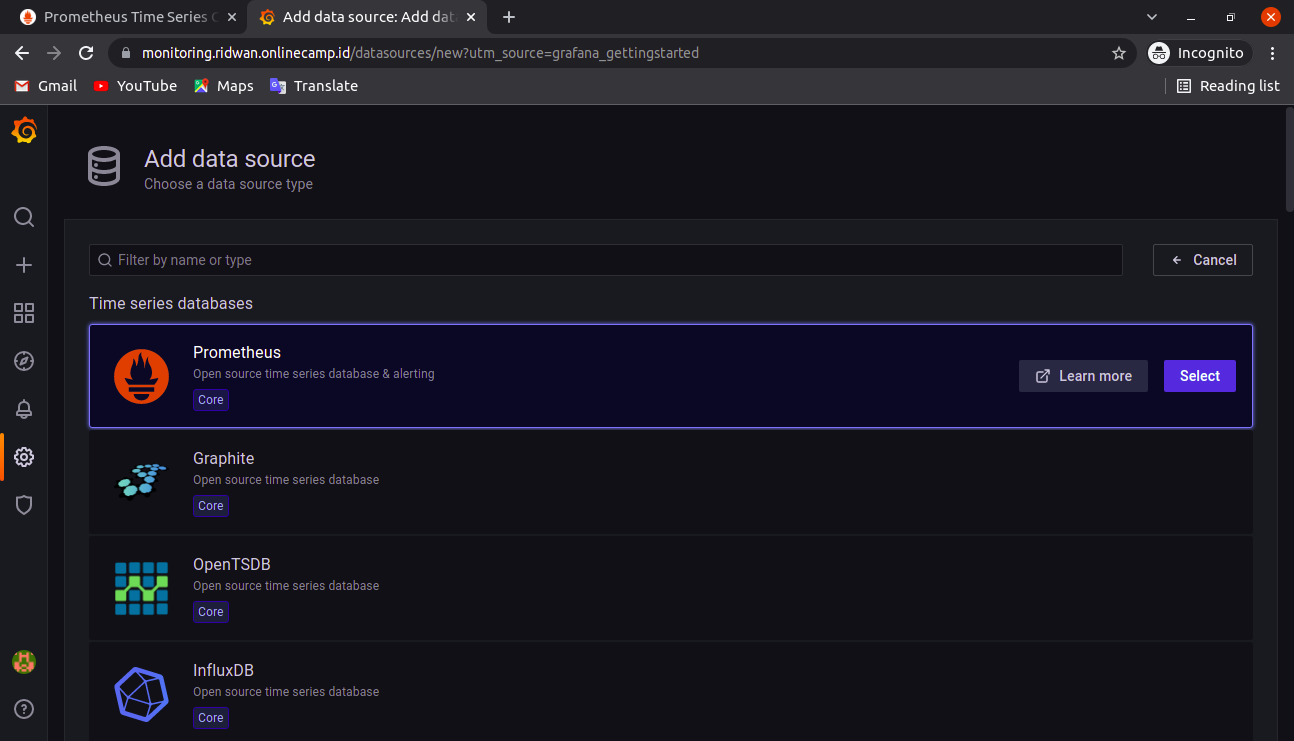 Prometheus Time Series C
Add data source: Add dat
monitoring.ridwan.onlinecamp.id/datasources/new?utm_source=grafana_gettingstarted
Incognito
Gmail
YouTube
Maps
Translate
Reading list
Add data source
Choose a data source type
Filter by name or type
Cancel
Time series databases
Prometheus
Open source time series database & alerting
Core
Learn more
Select
Graphite
Open source time series database
Core
OpenTSDB
Open source time series database
Core
InfluxDB
Open source time series database
Core